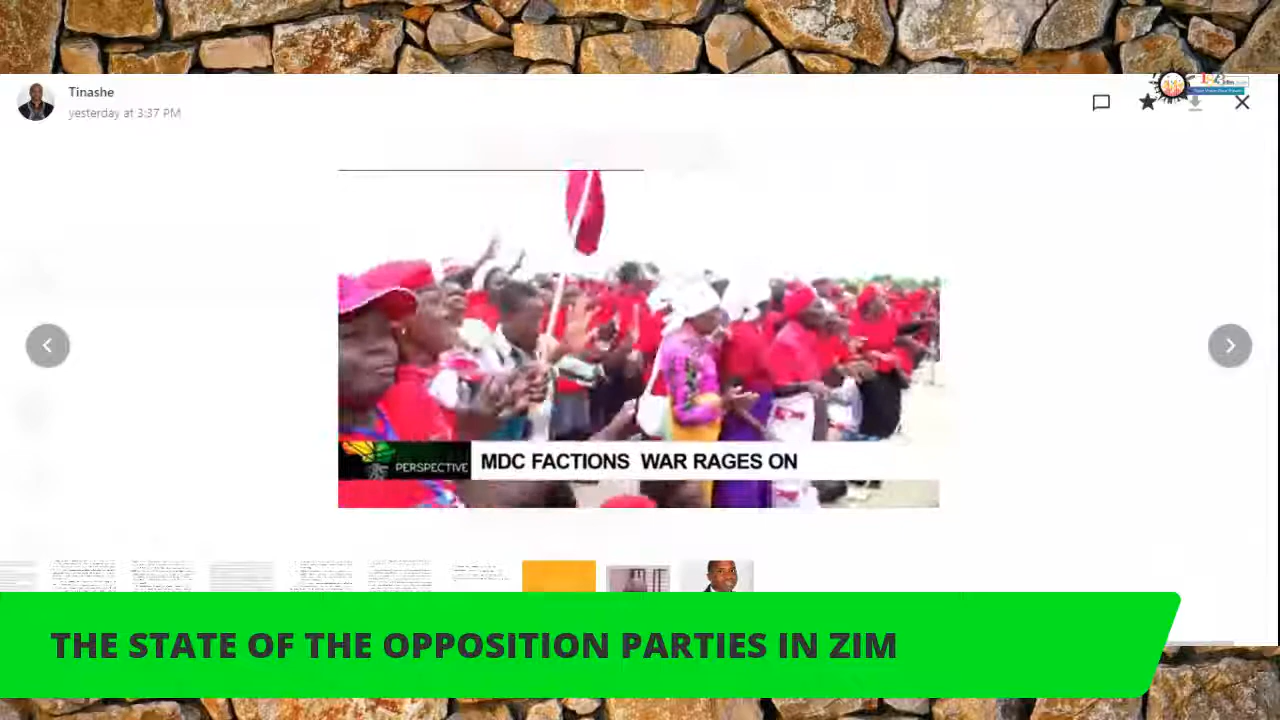 Tinashe
yesterday at 3:37 PM
PERSPECTIVE
MDC FACTIONS WAR RAGES ON
THE STATE OF THE OPPOSITION PARTIES IN ZIM